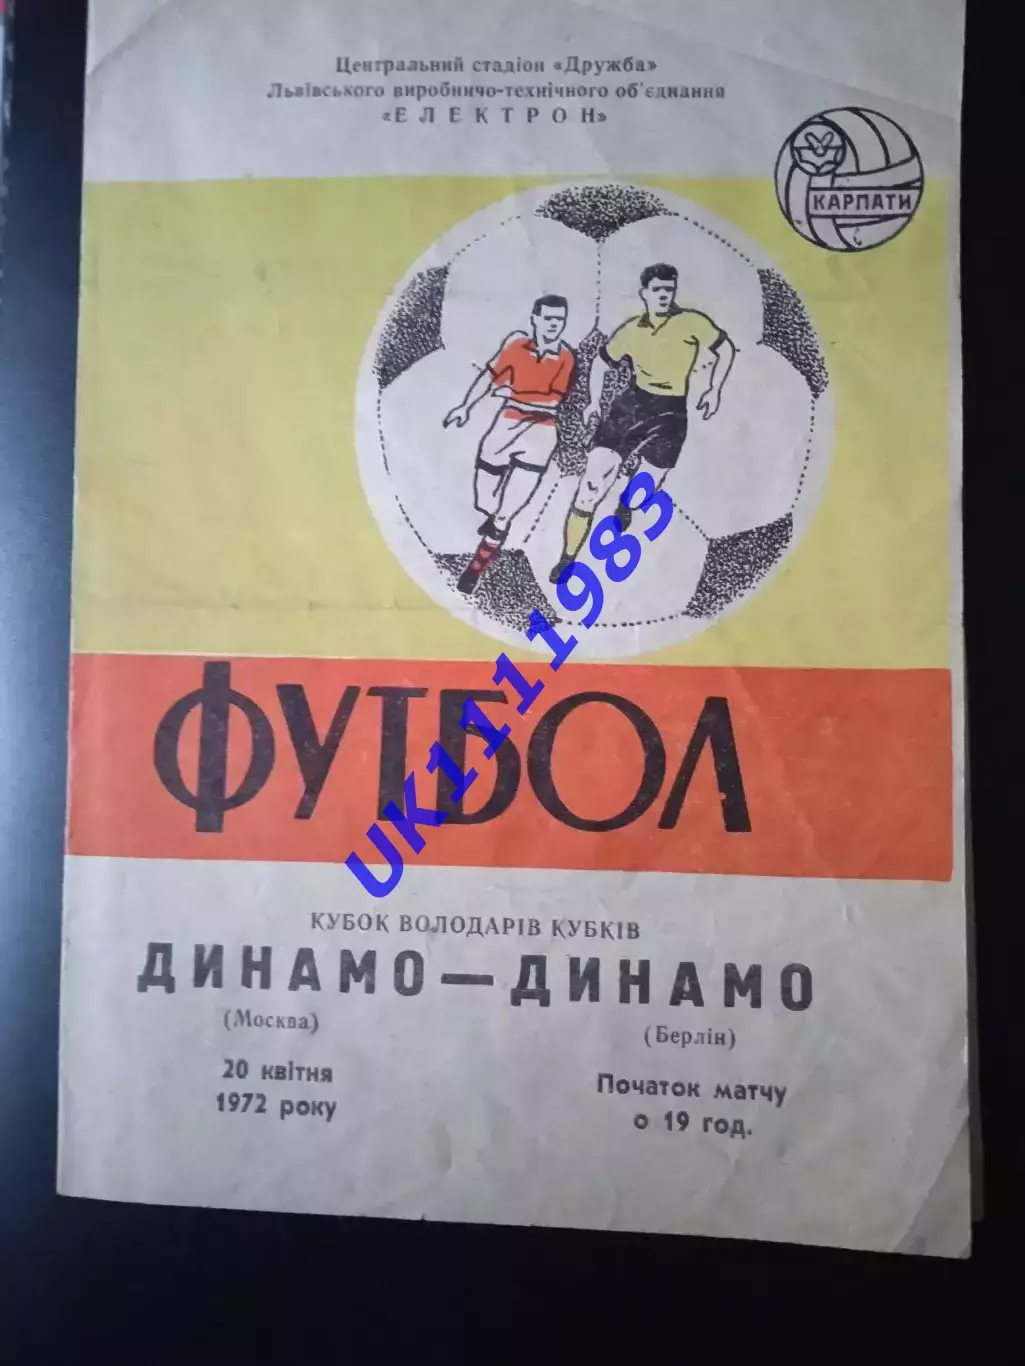 Центральний стадіон «Дружба»
Львівського виробничо-технічного об'єднання
«ЕЛЕКТРОН»
КАРПАТИ
ФУТБОЛ
UK1111983
КУБОК ВОЛОДАРІВ КУБКІВ
ДИНАМО — ДИНАМО
(Москва)
(Берлін)
20 квітня
1972 року
Початок матчу
о 19 год.